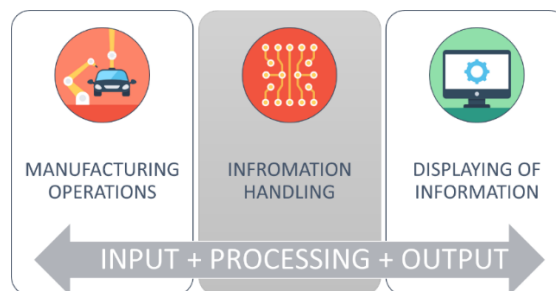 MANUFACTURING
OPERATIONS
INFROMATION
HANDLING
DISPLAYING OF
INFORMATION
INPUT + PROCESSING + OUTPUT